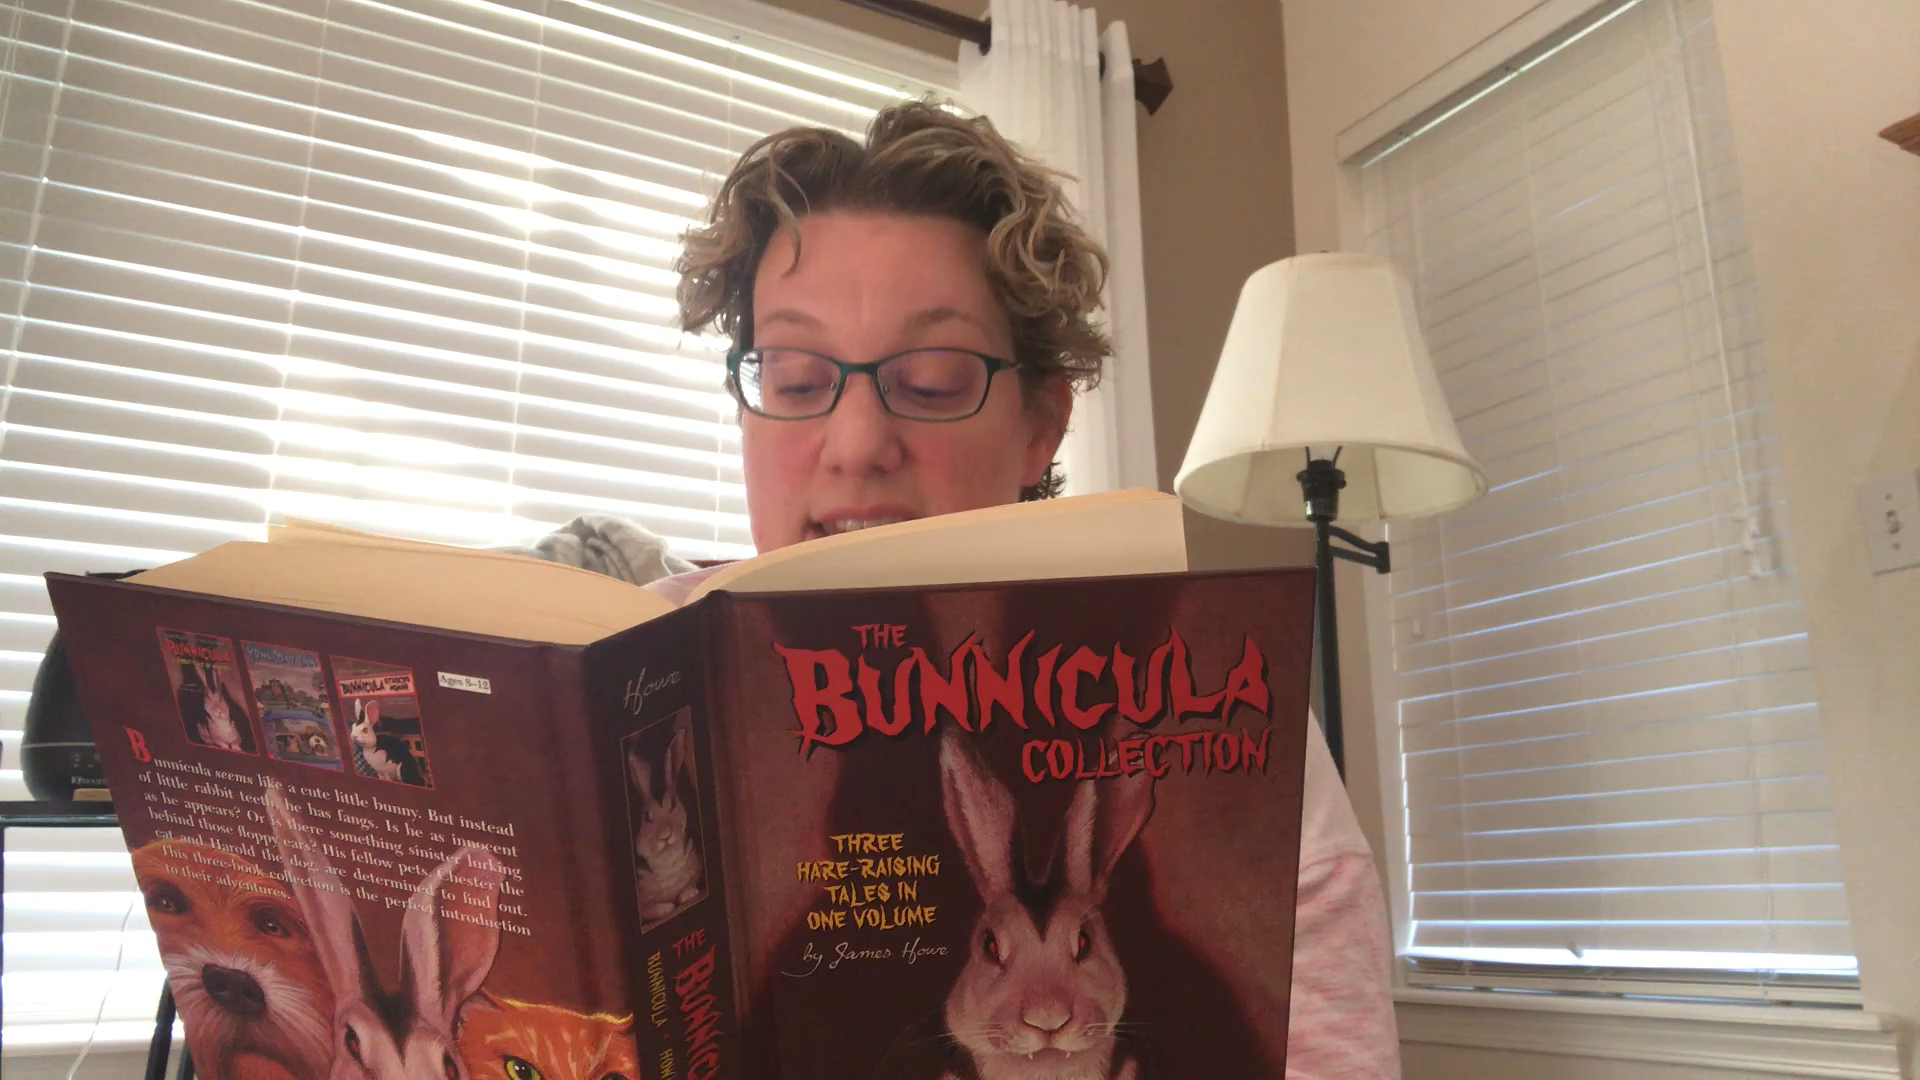 BUNNICULA
Ages 8–12
Bunnicula seems like a cute little bunny. But instead
of little rabbit teeth, he has fangs. Is he as innocent
as he appears? Or is there something sinister lurking
behind those floppy ears? His fellow pets, Chester the
cat and Harold the dog, are determined to find out.
This three-book collection is the perfect introduction
to their adventures.
Howe
THE
BUNNICULA
THE
BUNNICULA
COLLECTION
THREE
HARE-RAISING
TALES IN
ONE VOLUME
by James Howe